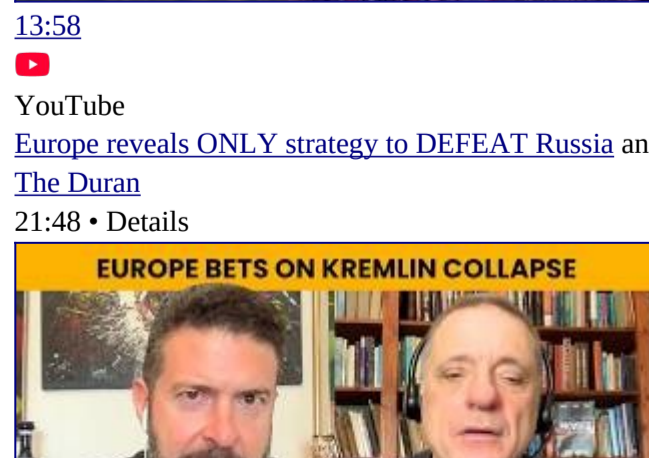 13:58
YouTube
Europe reveals ONLY strategy to DEFEAT Russia an
The Duran
21:48 • Details
EUROPE BETS ON KREMLIN COLLAPSE